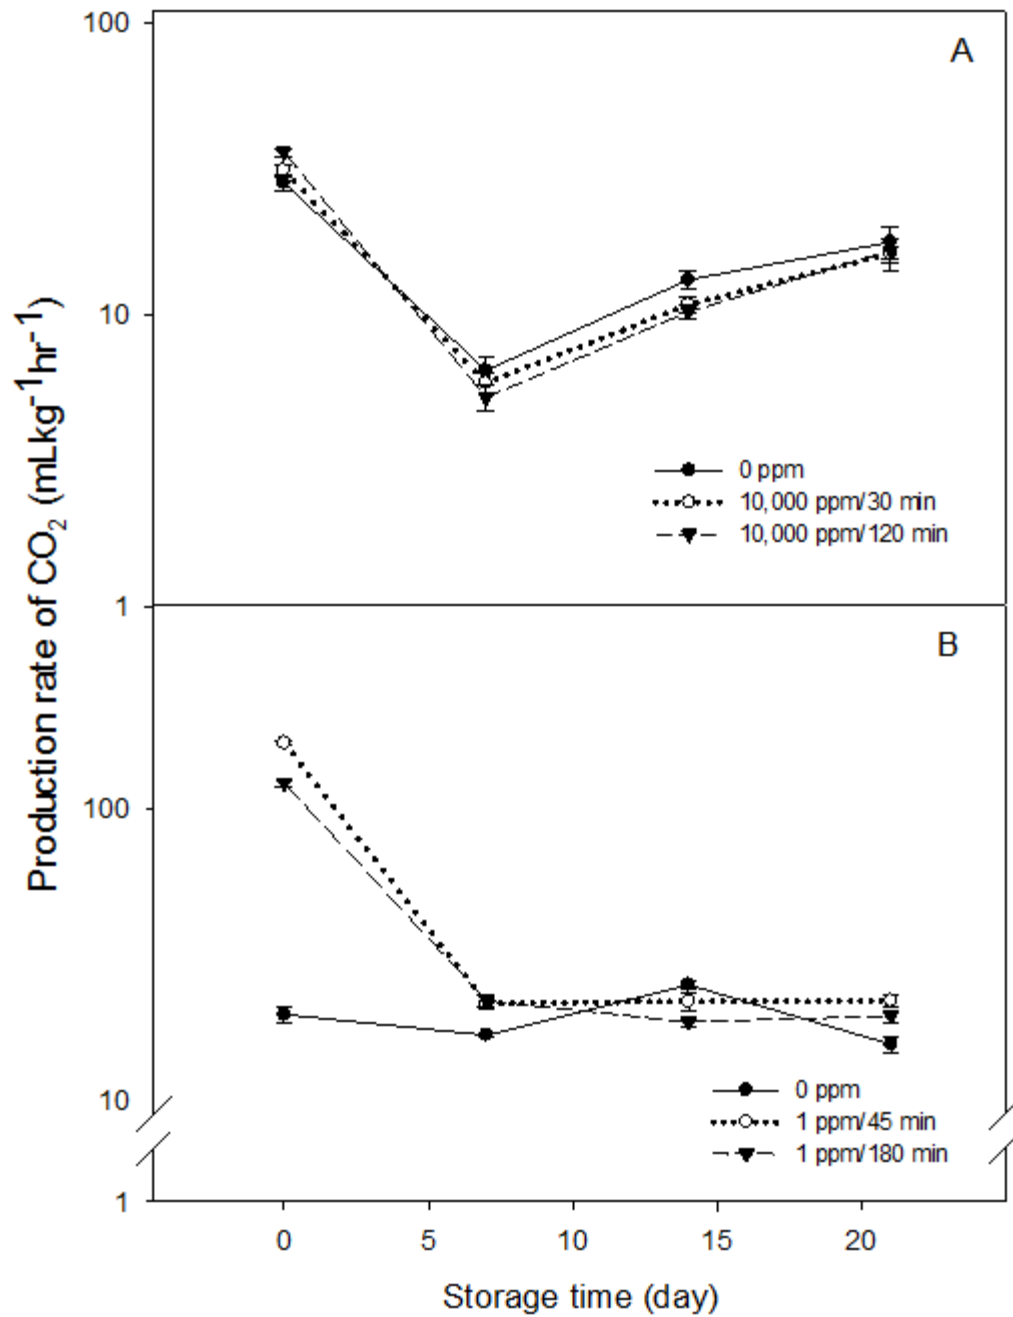 100
A
10
0 ppm
10,000 ppm/30 min
10,000 ppm/120 min
1
B
100
10
0 ppm
1 ppm/45 min
1 ppm/180 min
1
0 5 10 15 20
Storage time (day)
Production rate of CO₂ (mLkg⁻¹hr⁻¹)